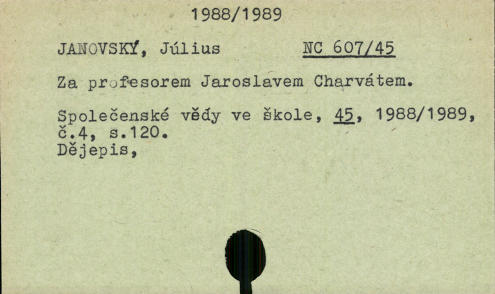 1988/1989
JANOVSKÝ, Július NC 607/45
Za profesorem Jaroslavem Charvátem.
Společenské vědy ve škole, 45, 1988/1989,
č.4, s.120.
Dějepis,